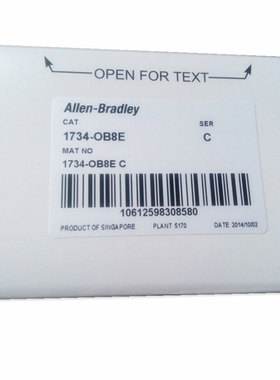 OPEN FOR TEXT
Allen-Bradley
CAT SER
1734-OB8E C
MAT NO
1734-OB8E C
10612598308580
PRODUCT OF SINGAPORE PLANT 5170 DATE 2014/10/02